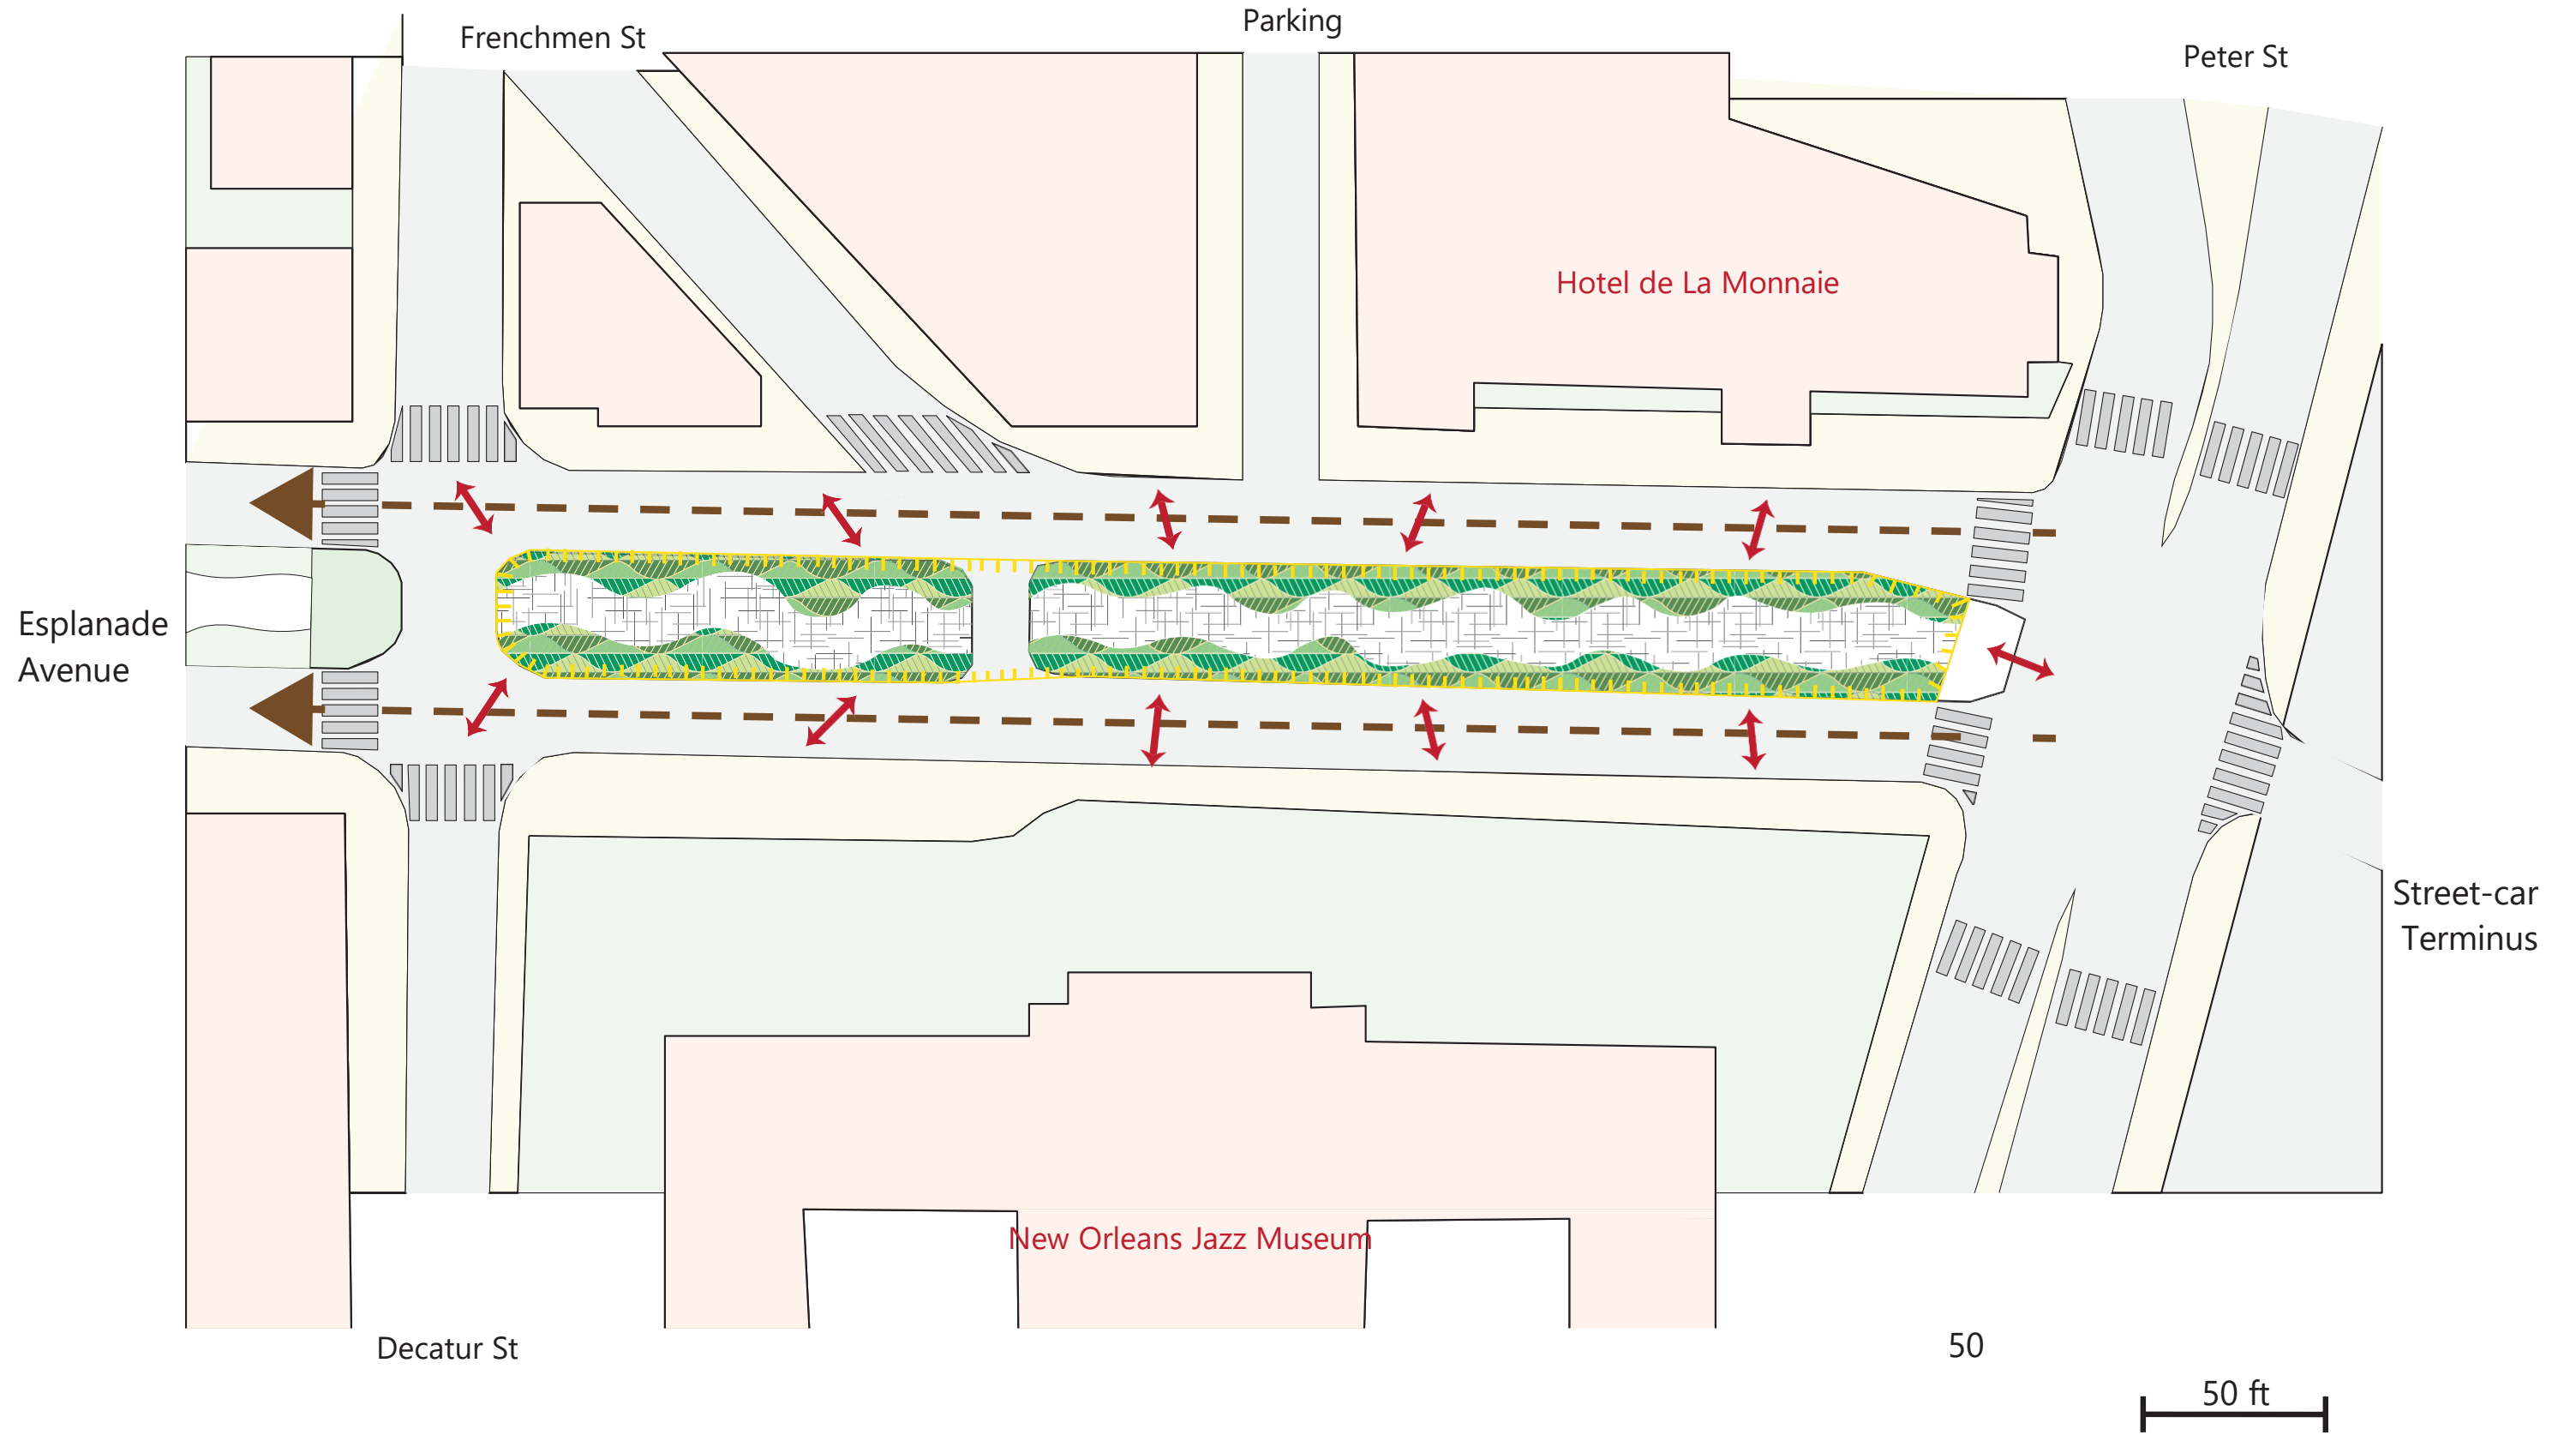 Frenchmen St
Parking
Peter St
Hotel de La Monnaie
Esplanade
Avenue
Street-car
Terminus
New Orleans Jazz Museum
Decatur St
50
50 ft